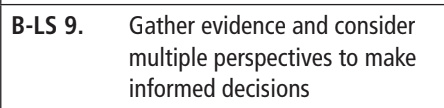 B-LS 9. Gather evidence and consider
multiple perspectives to make
informed decisions